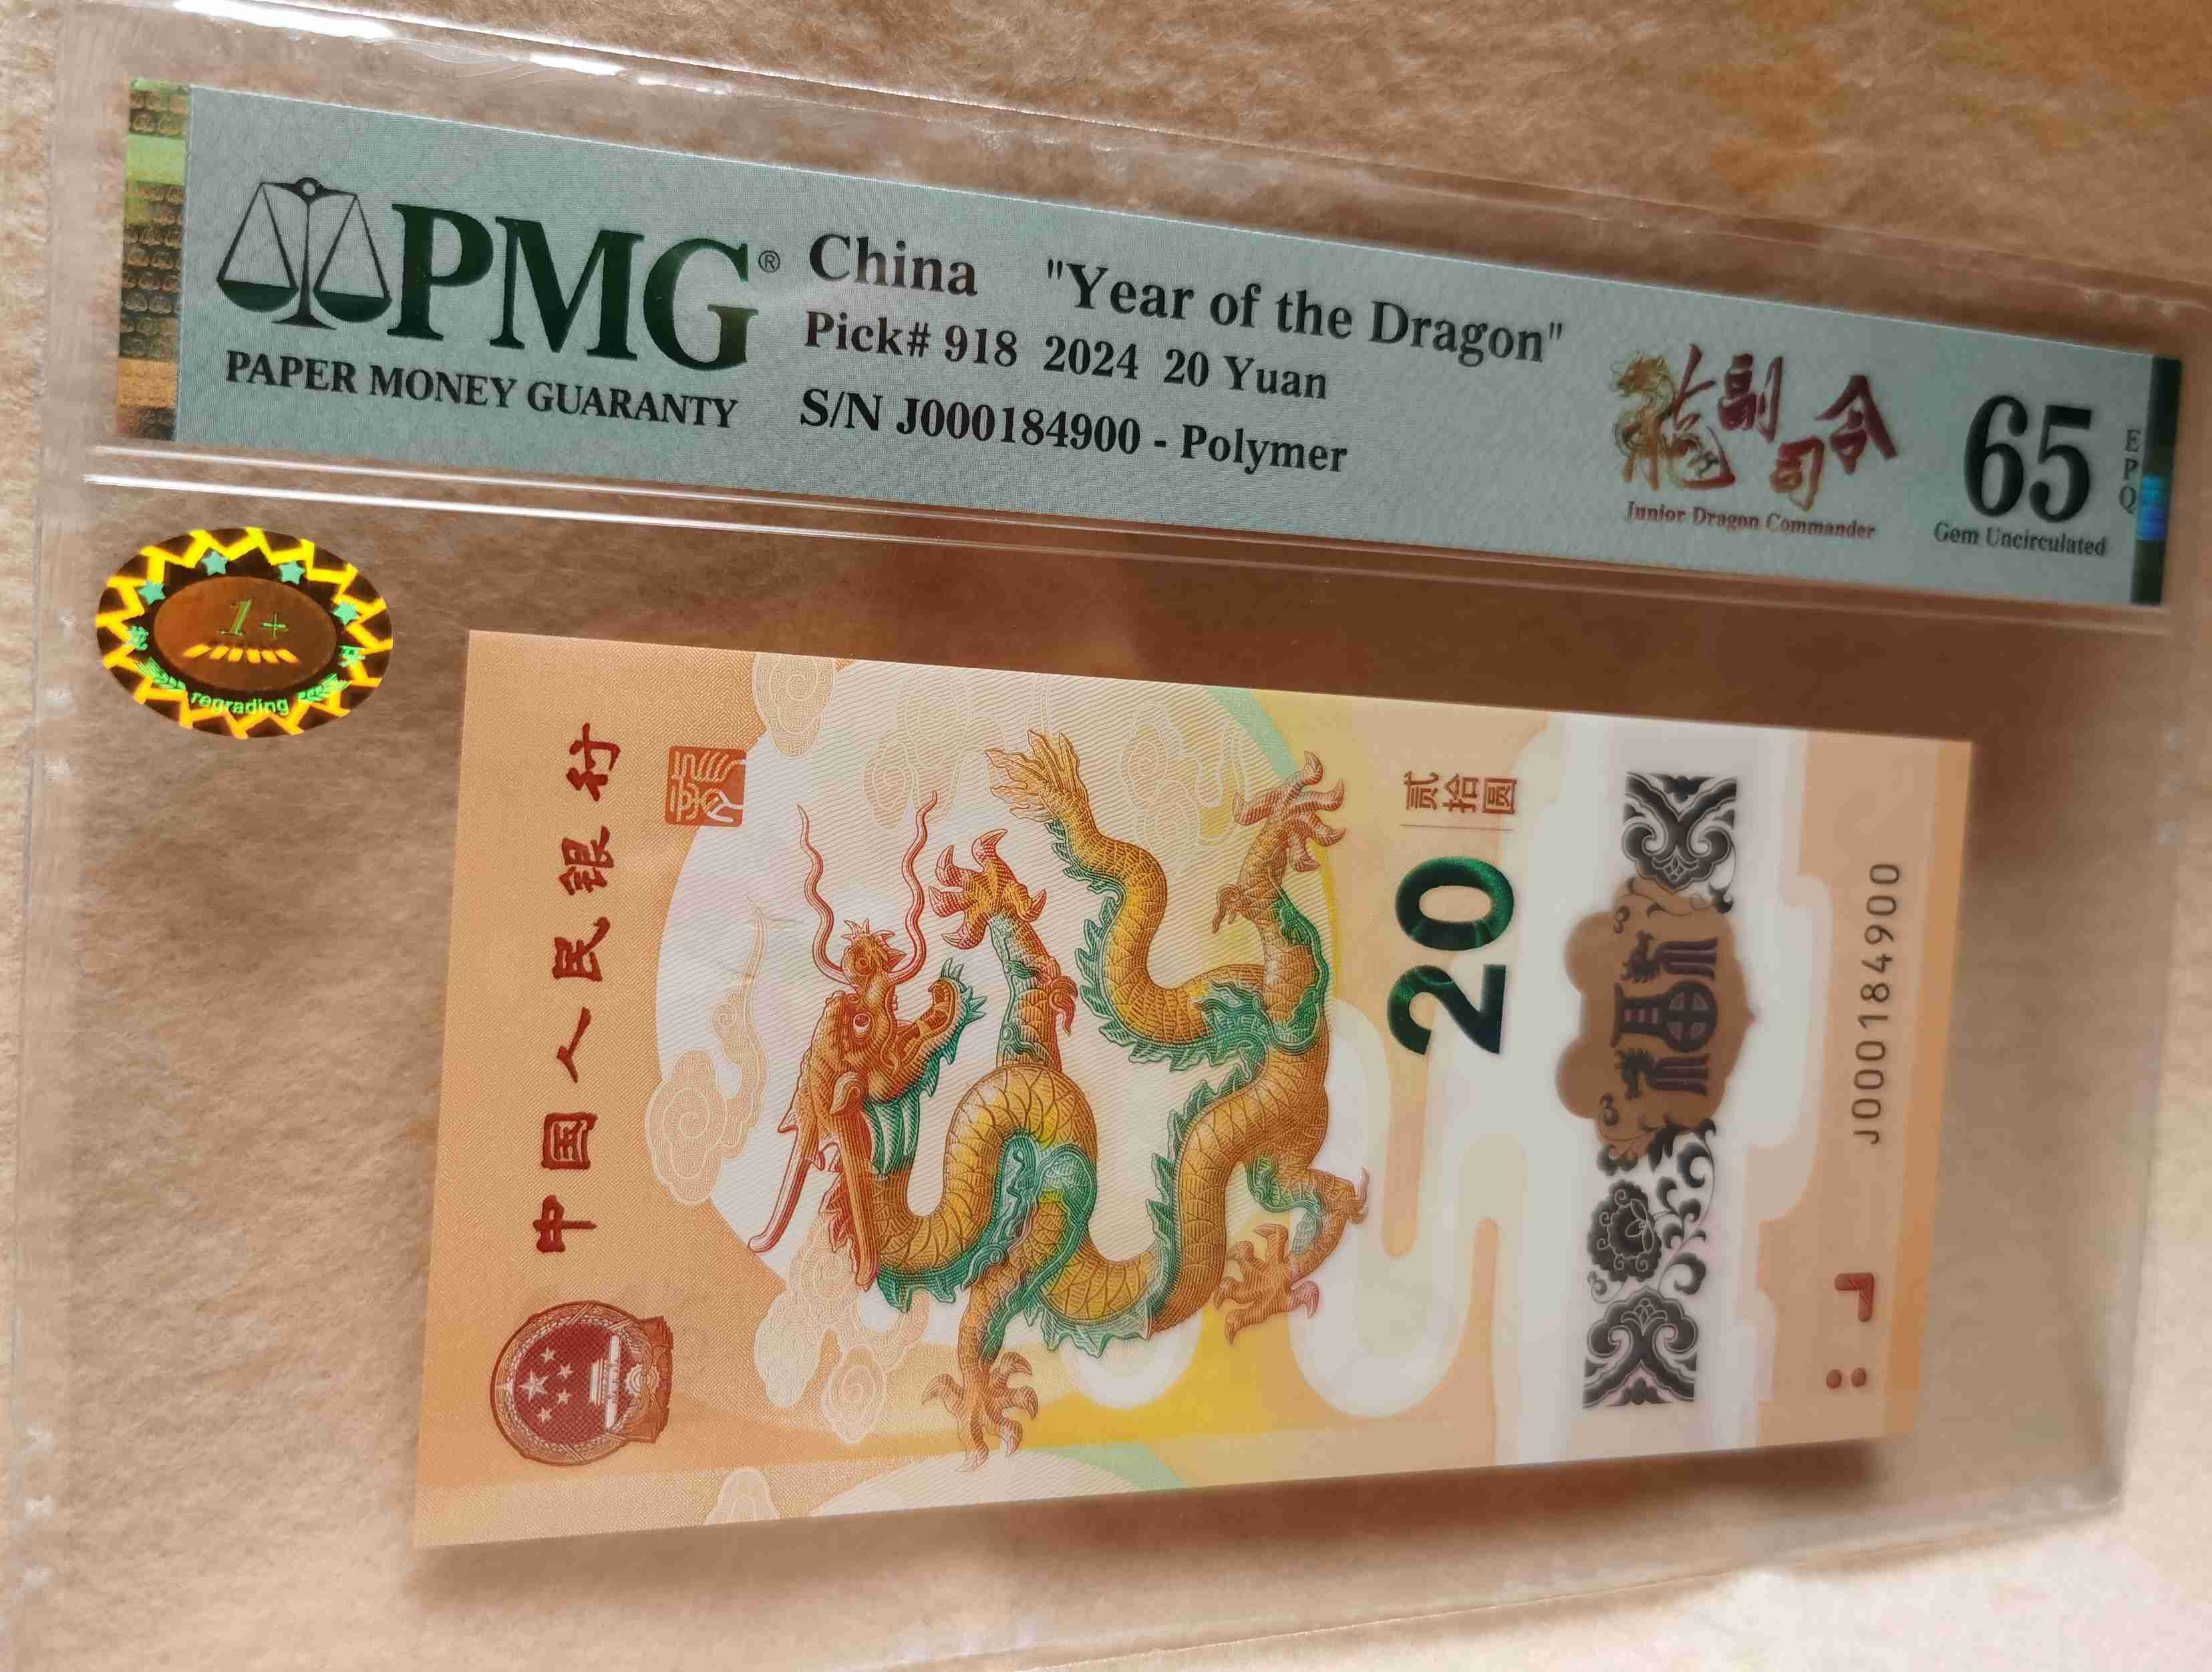 PMG®
PAPER MONEY GUARANTY
China "Year of the Dragon"
Pick# 918 2024 20 Yuan
S/N J000184900 - Polymer
龍副司令
Junior Dragon Commander
65
EPQ
Gem Uncirculated
1+
regrading
中国人民银行
贰拾圆
20
J000184900